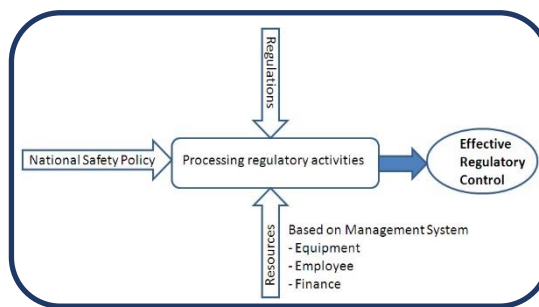 Regulations
National Safety Policy
Processing regulatory activities
Effective
Regulatory
Control
Resources
Based on Management System
- Equipment
- Employee
- Finance